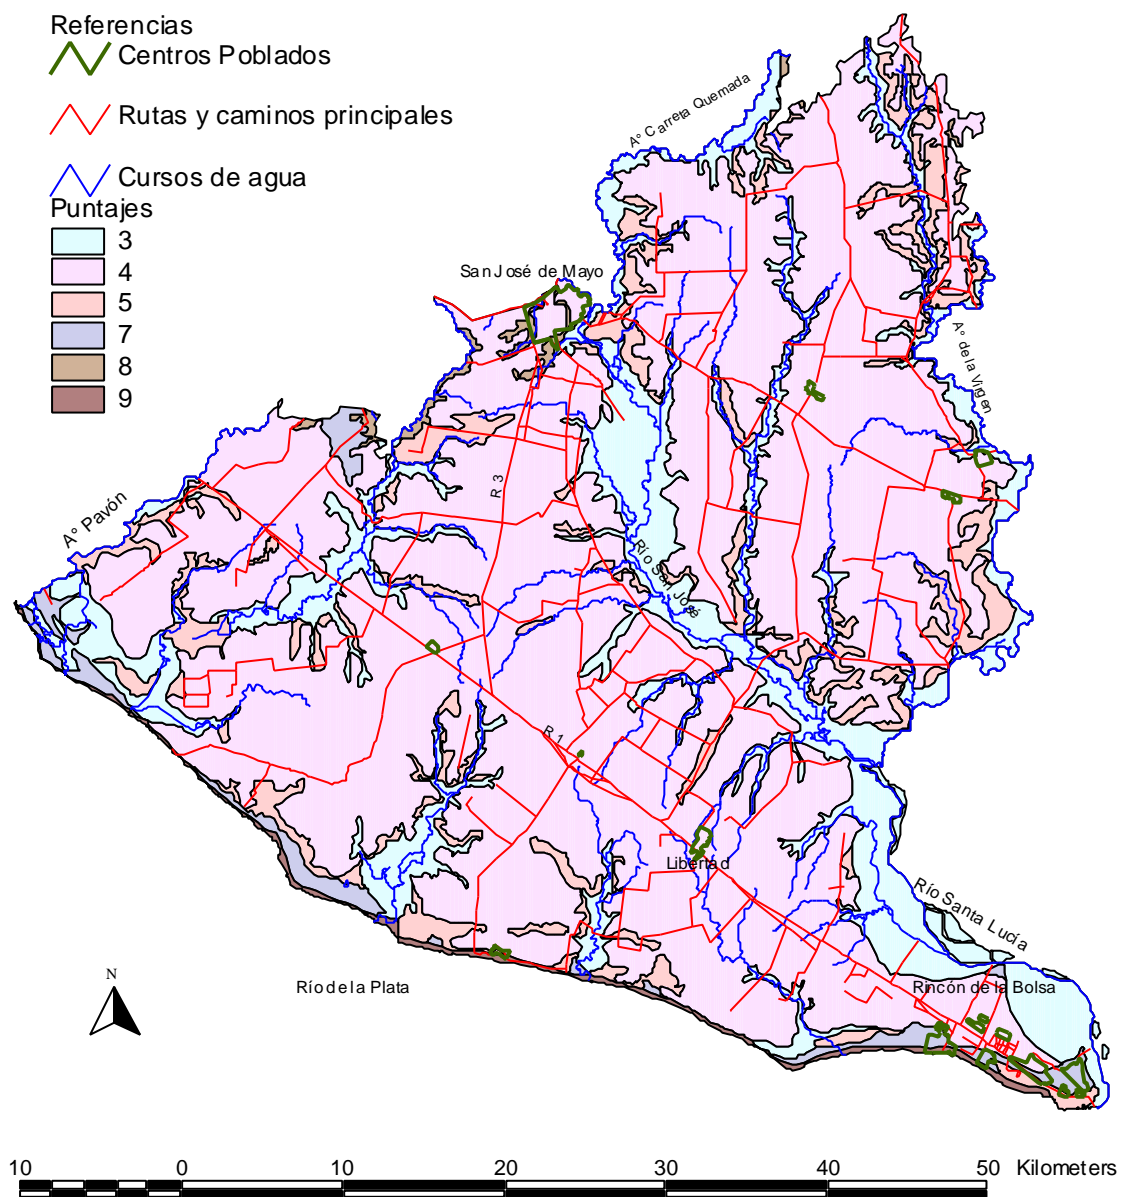 Referencias
Centros Poblados
Rutas y caminos principales
Cursos de agua
Puntajes
3
4
5
7
8
9
A° Carreta Quemada
San José de Mayo
A° de la Virgen
R 3
A° Pavón
Río San José
R 1
Libertad
Río Santa Lucía
Río de la Plata
Rincón de la Bolsa
N
10 0 10 20 30 40 50 Kilometers